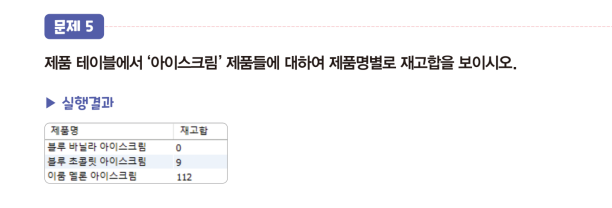 문제 5
제품 테이블에서 ‘아이스크림’ 제품들에 대하여 제품명별로 재고합을 보이시오.
▶ 실행결과
제품명 재고합
블루 바닐라 아이스크림 0
블루 초콜릿 아이스크림 9
이품 멜론 아이스크림 112